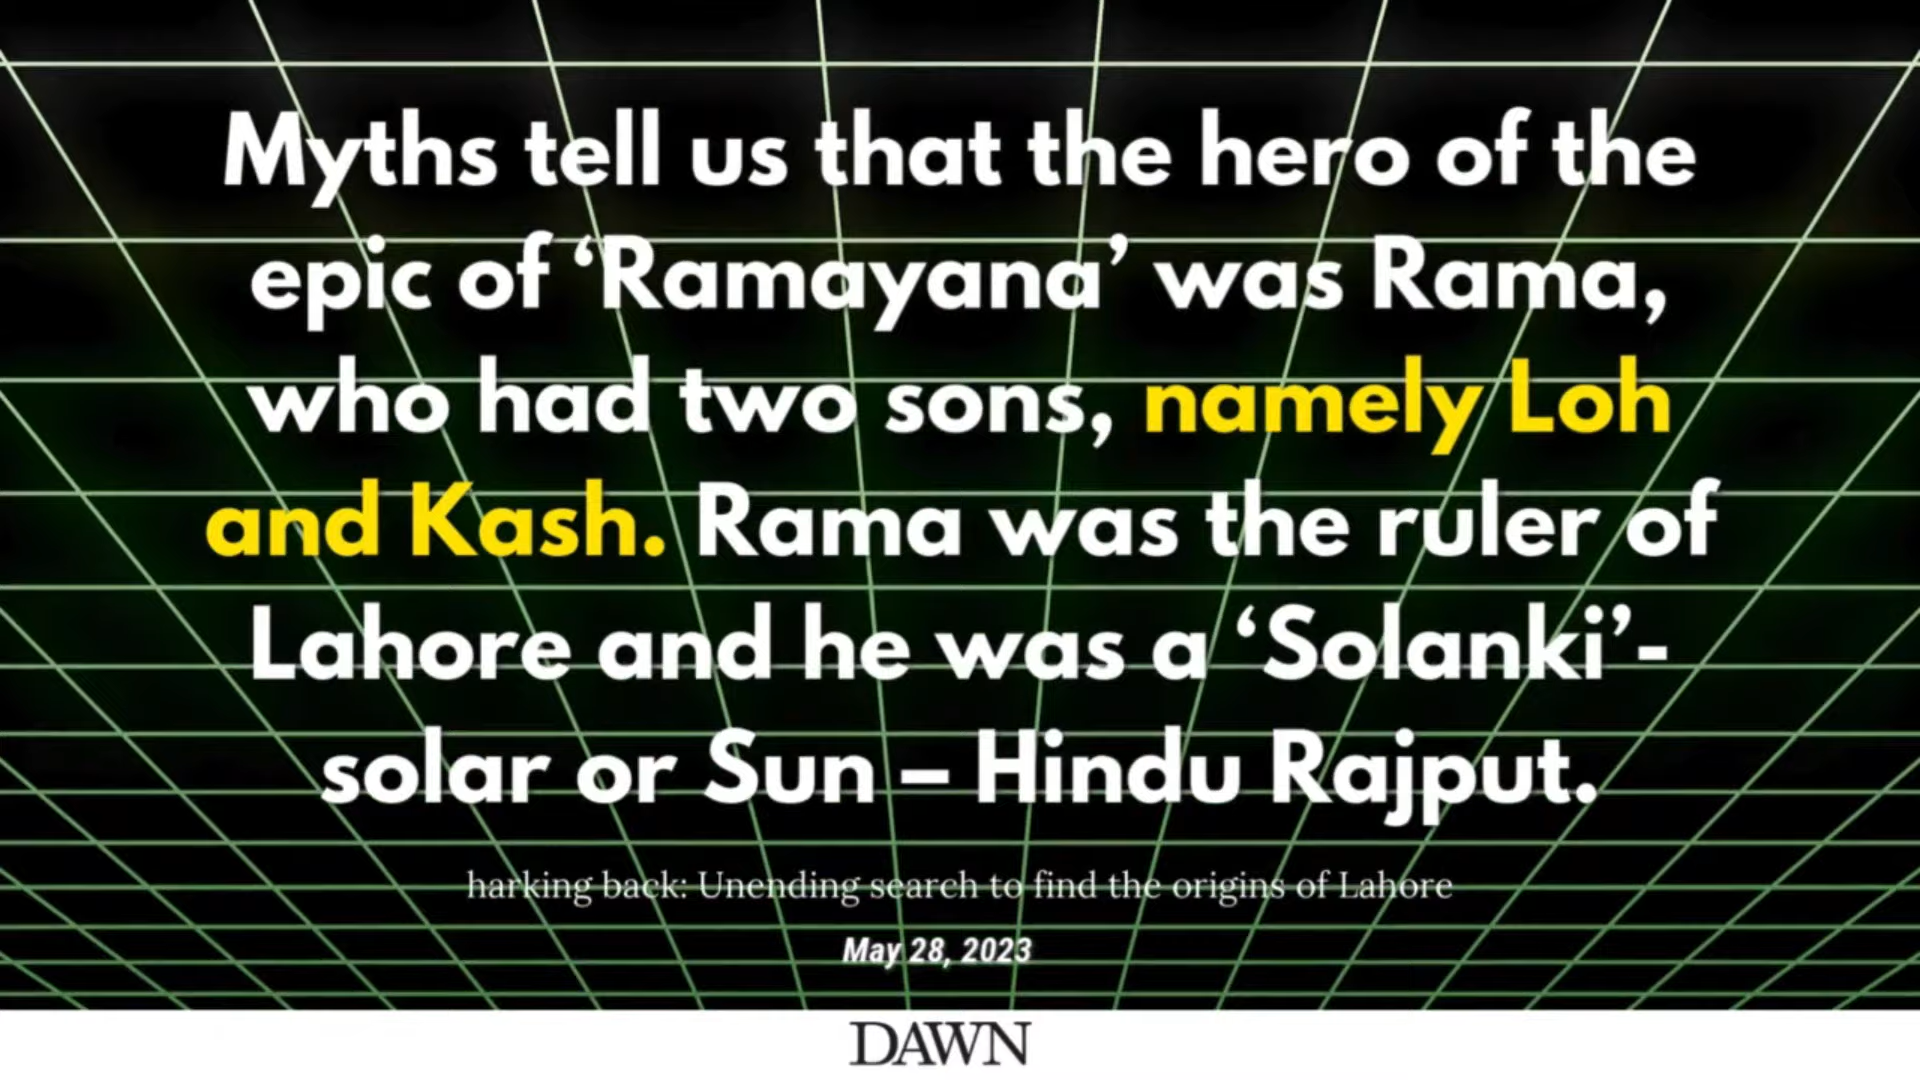 Myths tell us that the hero of the
epic of ‘Ramayana’ was Rama,
who had two sons, namely Loh
and Kash. Rama was the ruler of
Lahore and he was a ‘Solanki’-
solar or Sun – Hindu Rajput.
harking back: Unending search to find the origins of Lahore
May 28, 2023
DAWN